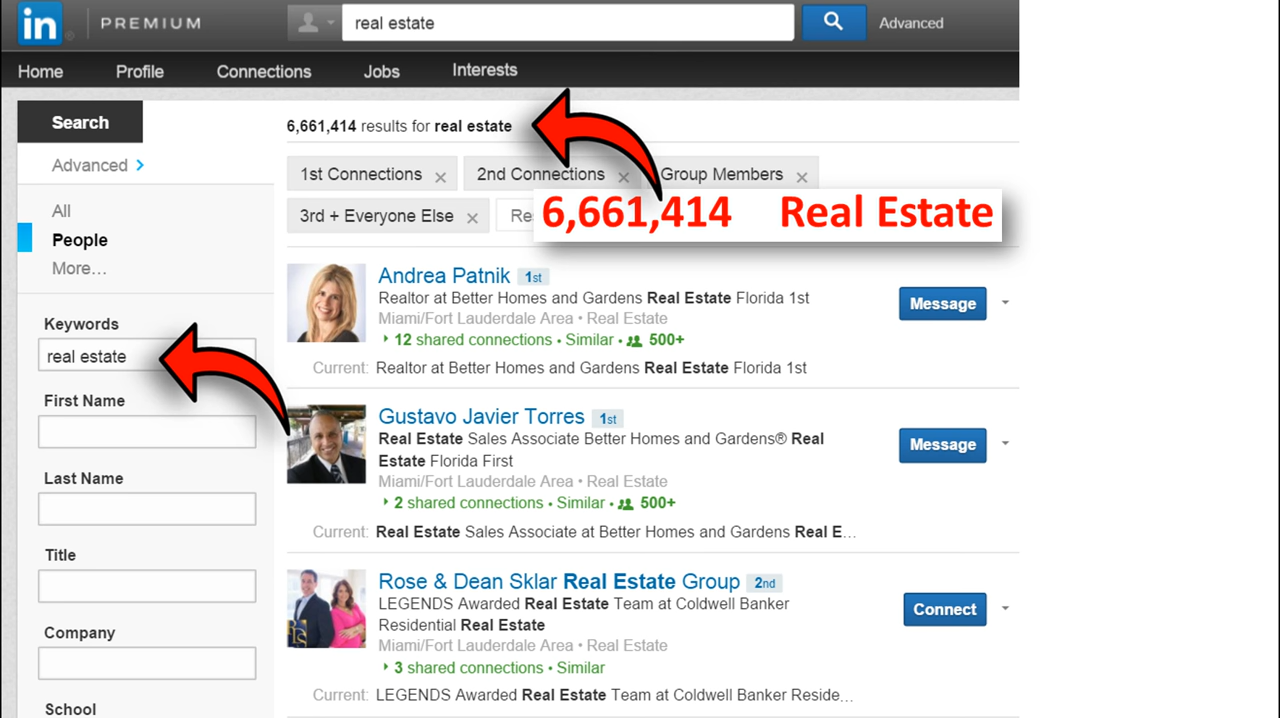 in ® PREMIUM real estate Advanced
Home Profile Connections Jobs Interests
Search
Advanced
All
People
More...
Keywords
real estate
First Name
Last Name
Title
Company
School
6,661,414 results for real estate
1st Connections × 2nd Connections × Group Members ×
3rd + Everyone Else ×
6,661,414 Real Estate
Andrea Patnik 1st
Realtor at Better Homes and Gardens Real Estate Florida 1st
Miami/Fort Lauderdale Area • Real Estate
12 shared connections • Similar • 500+
Current: Realtor at Better Homes and Gardens Real Estate Florida 1st
Message
Gustavo Javier Torres 1st
Real Estate Sales Associate Better Homes and Gardens® Real
Estate Florida First
Miami/Fort Lauderdale Area • Real Estate
2 shared connections • Similar • 500+
Current: Real Estate Sales Associate at Better Homes and Gardens Real E...
Message
Rose & Dean Sklar Real Estate Group 2nd
LEGENDS Awarded Real Estate Team at Coldwell Banker
Residential Real Estate
Miami/Fort Lauderdale Area • Real Estate
3 shared connections • Similar
Current: LEGENDS Awarded Real Estate Team at Coldwell Banker Reside...
Connect